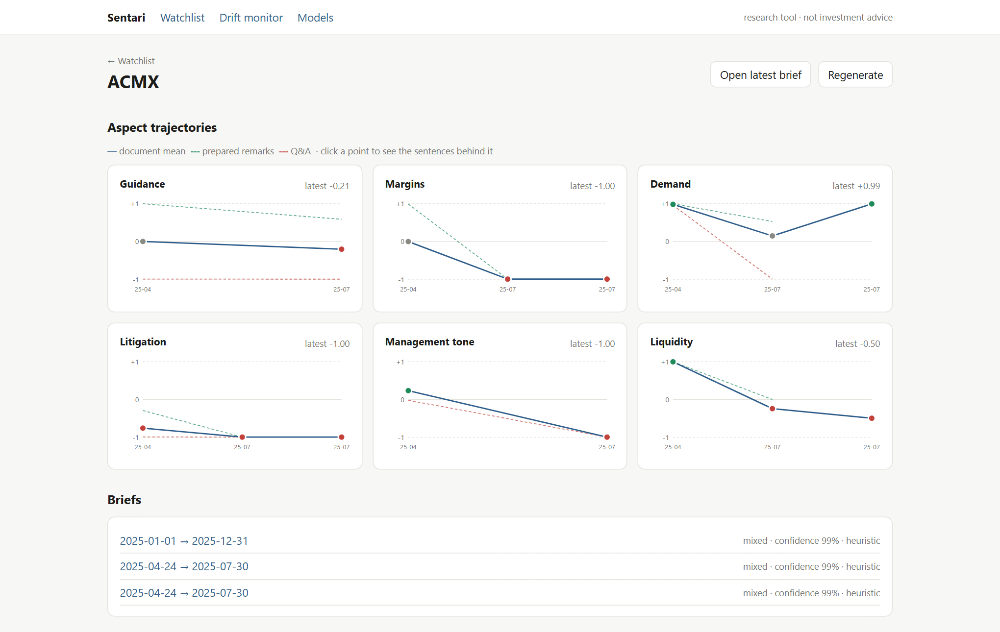 Sentari Watchlist Drift monitor Models research tool · not investment advice
← Watchlist
ACMX
Open latest brief Regenerate
Aspect trajectories
— document mean --- prepared remarks --- Q&A · click a point to see the sentences behind it
Guidance latest -0.21
+1
0
-1
25-04 25-07
Margins latest -1.00
+1
0
-1
25-04 25-07 25-07
Demand latest +0.99
+1
0
-1
25-04 25-07 25-07
Litigation latest -1.00
+1
0
-1
25-04 25-07 25-07
Management tone latest -1.00
+1
0
-1
25-04 25-07
Liquidity latest -0.50
+1
0
-1
25-04 25-07 25-07
Briefs
2025-01-01 → 2025-12-31 mixed · confidence 99% · heuristic
2025-04-24 → 2025-07-30 mixed · confidence 99% · heuristic
2025-04-24 → 2025-07-30 mixed · confidence 99% · heuristic